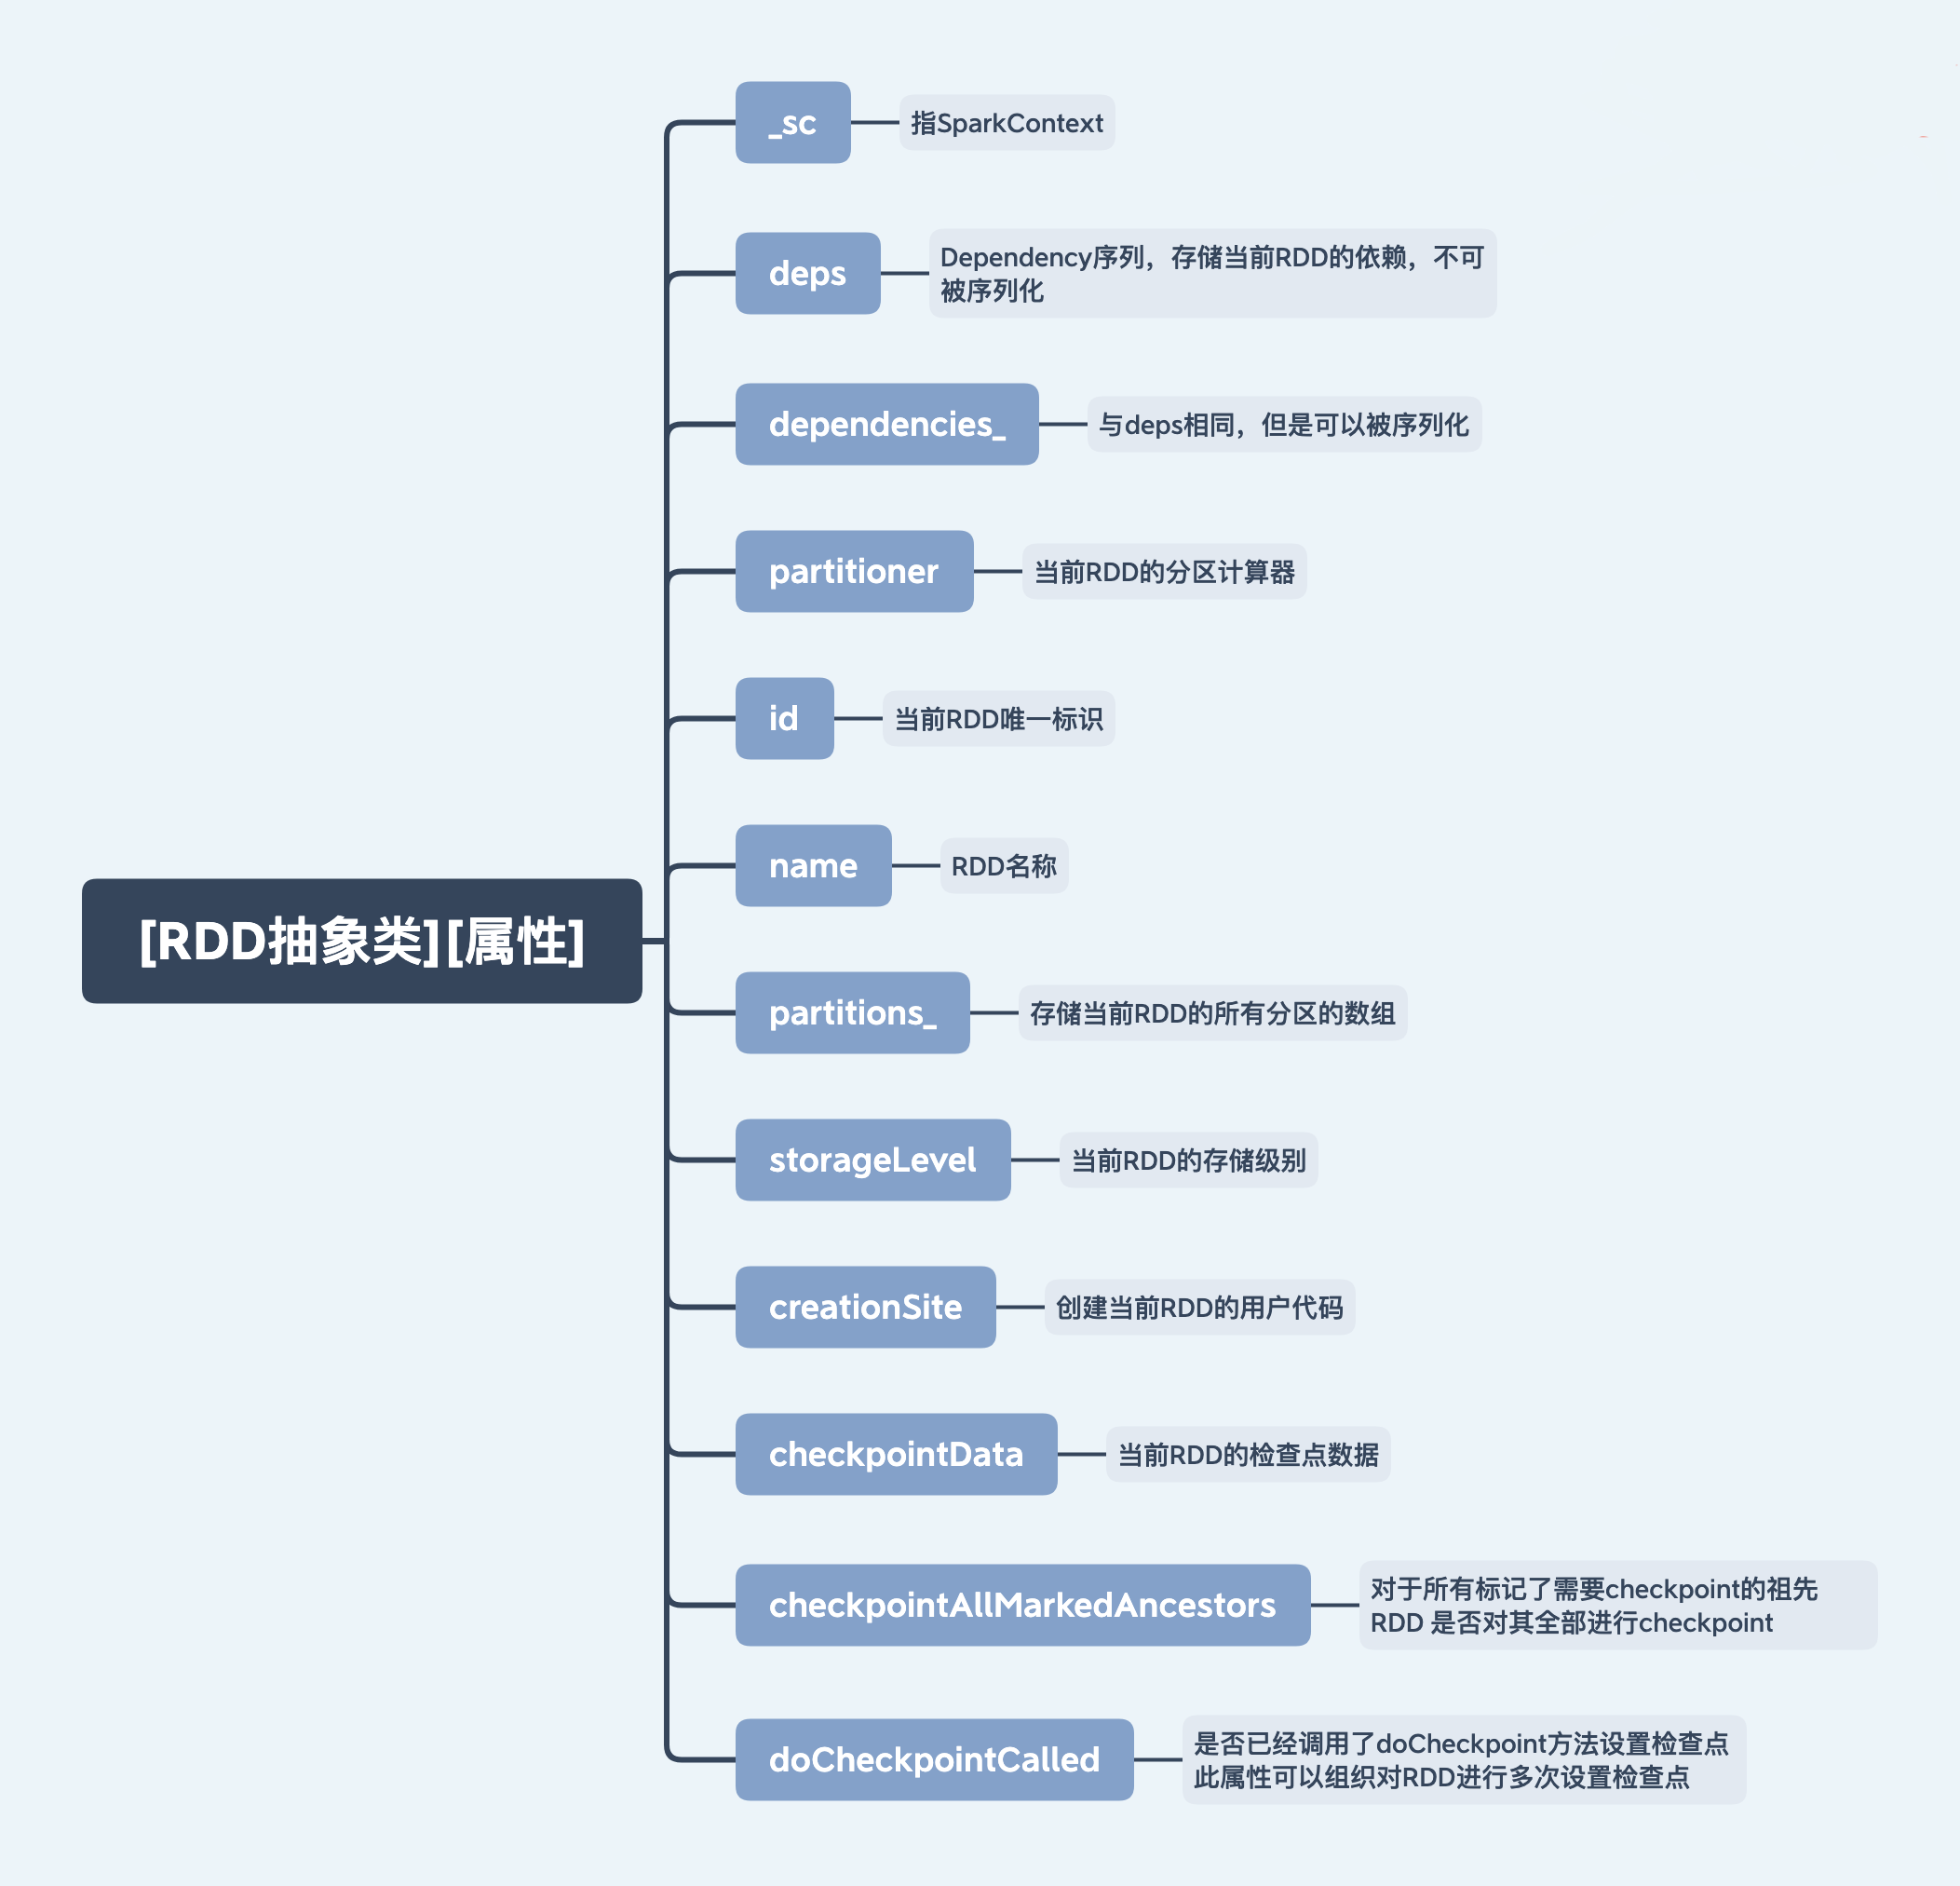 [RDD抽象类][属性]
_sc
指SparkContext
deps
Dependency序列，存储当前RDD的依赖，不可
被序列化
dependencies_
与deps相同，但是可以被序列化
partitioner
当前RDD的分区计算器
id
当前RDD唯一标识
name
RDD名称
partitions_
存储当前RDD的所有分区的数组
storageLevel
当前RDD的存储级别
creationSite
创建当前RDD的用户代码
checkpointData
当前RDD的检查点数据
checkpointAllMarkedAncestors
对于所有标记了需要checkpoint的祖先
RDD 是否对其全部进行checkpoint
doCheckpointCalled
是否已经调用了doCheckpoint方法设置检查点
此属性可以组织对RDD进行多次设置检查点